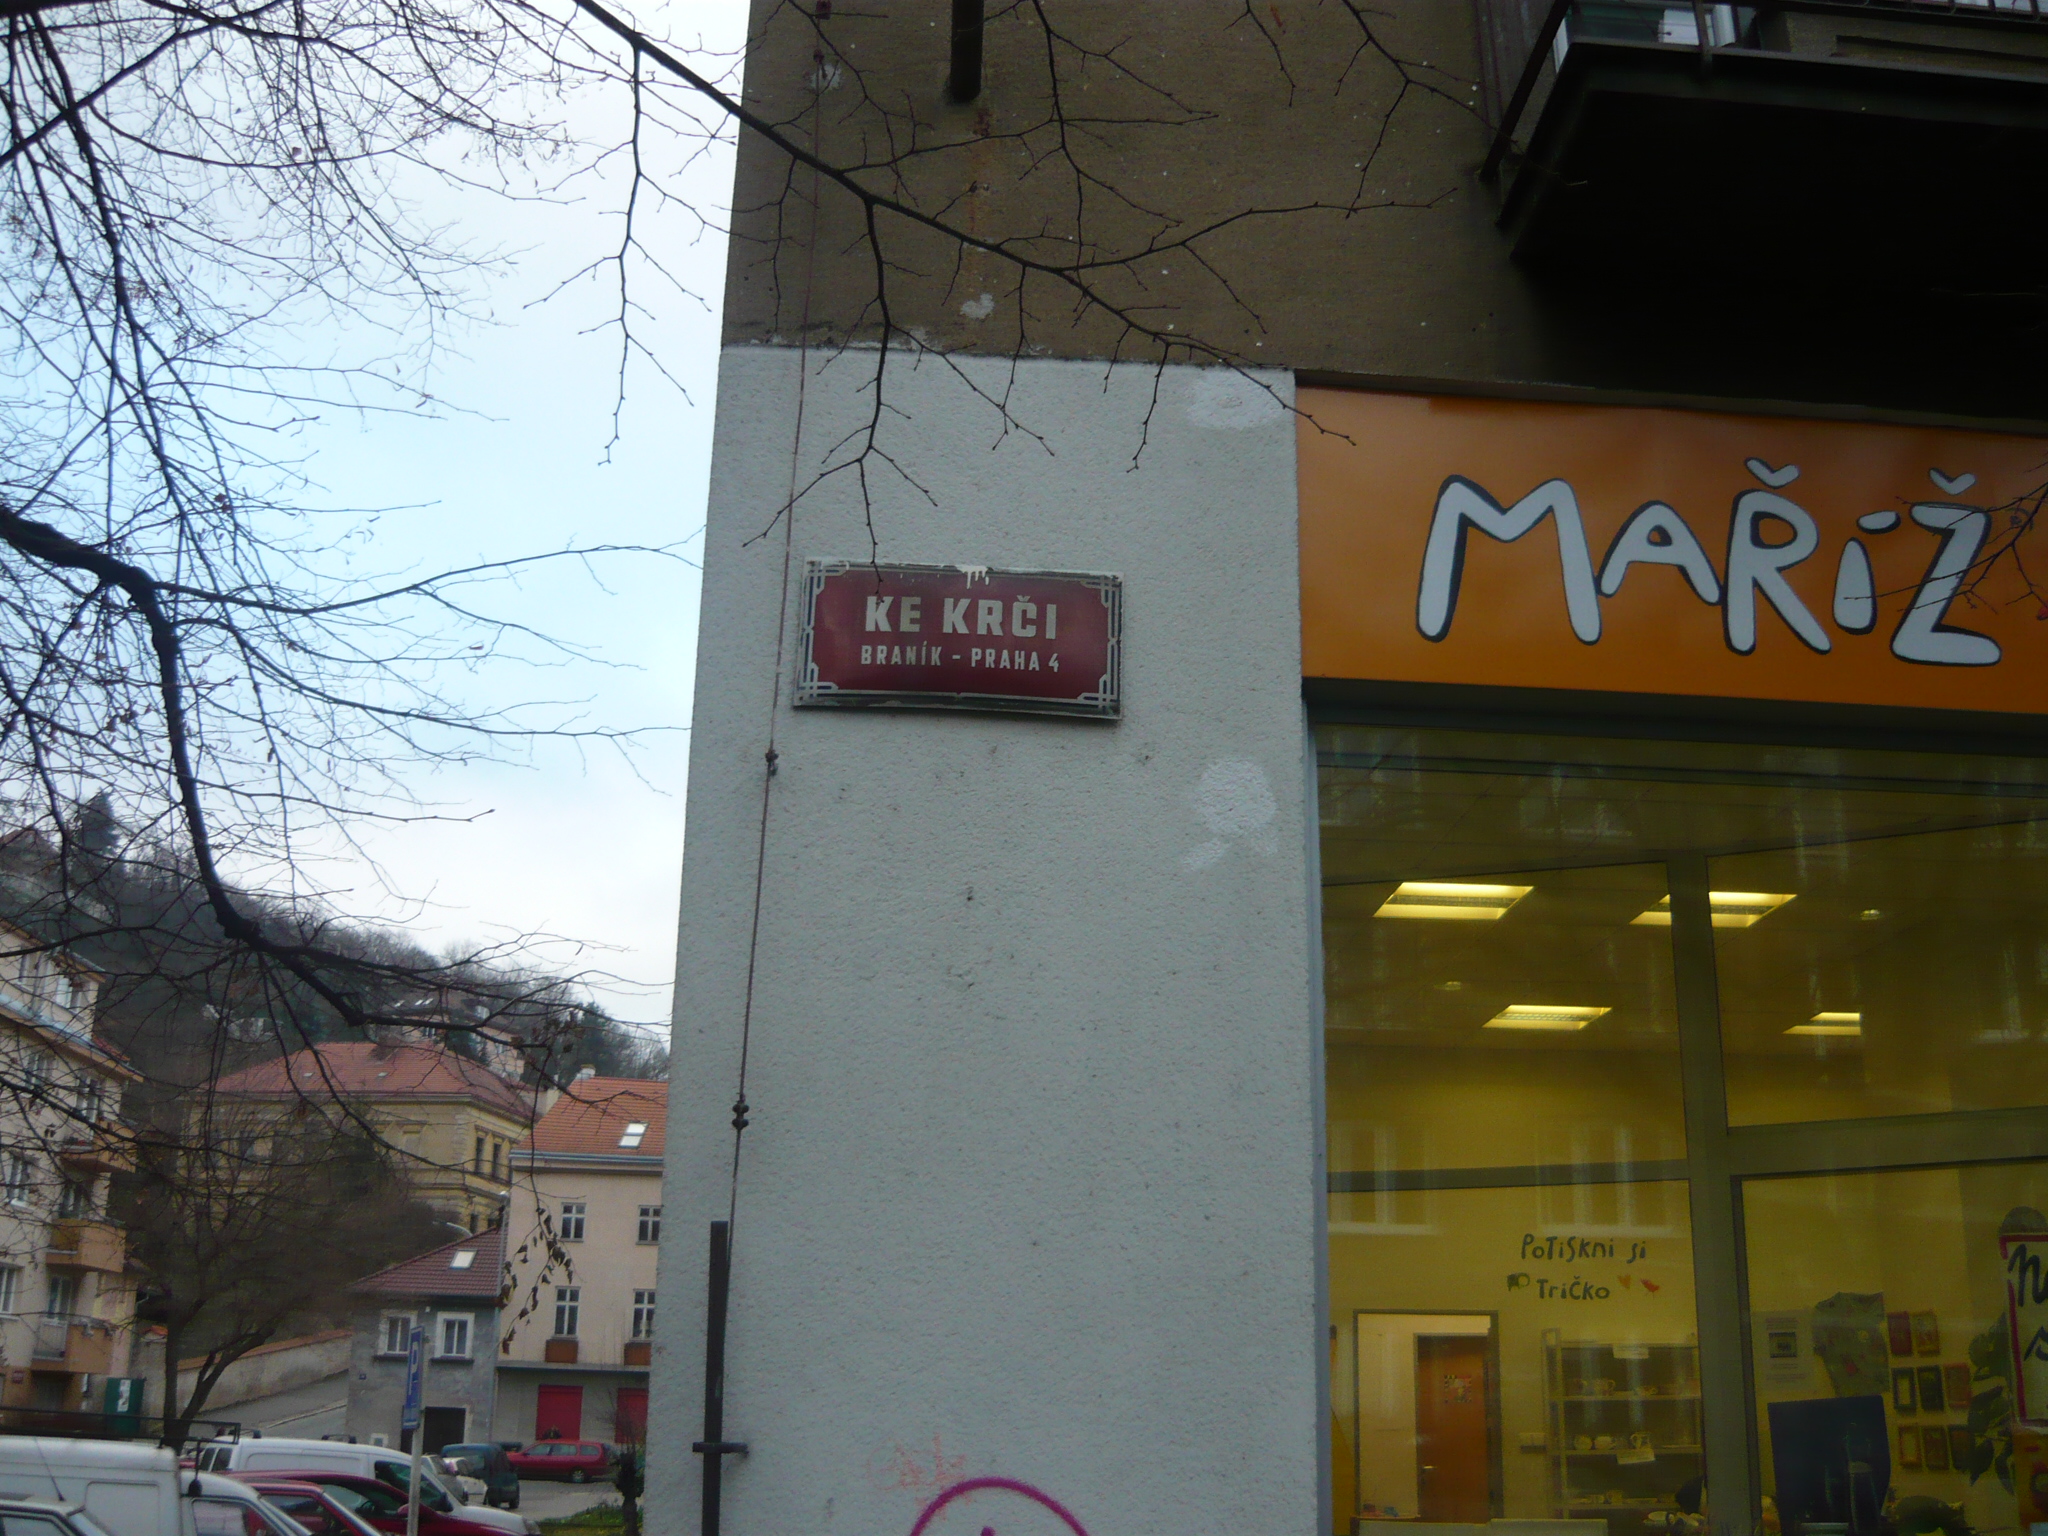 KE KRČI
BRANÍK - PRAHA 4
MAŘÍŽ
POTISKNI SI
TRIČKO
P